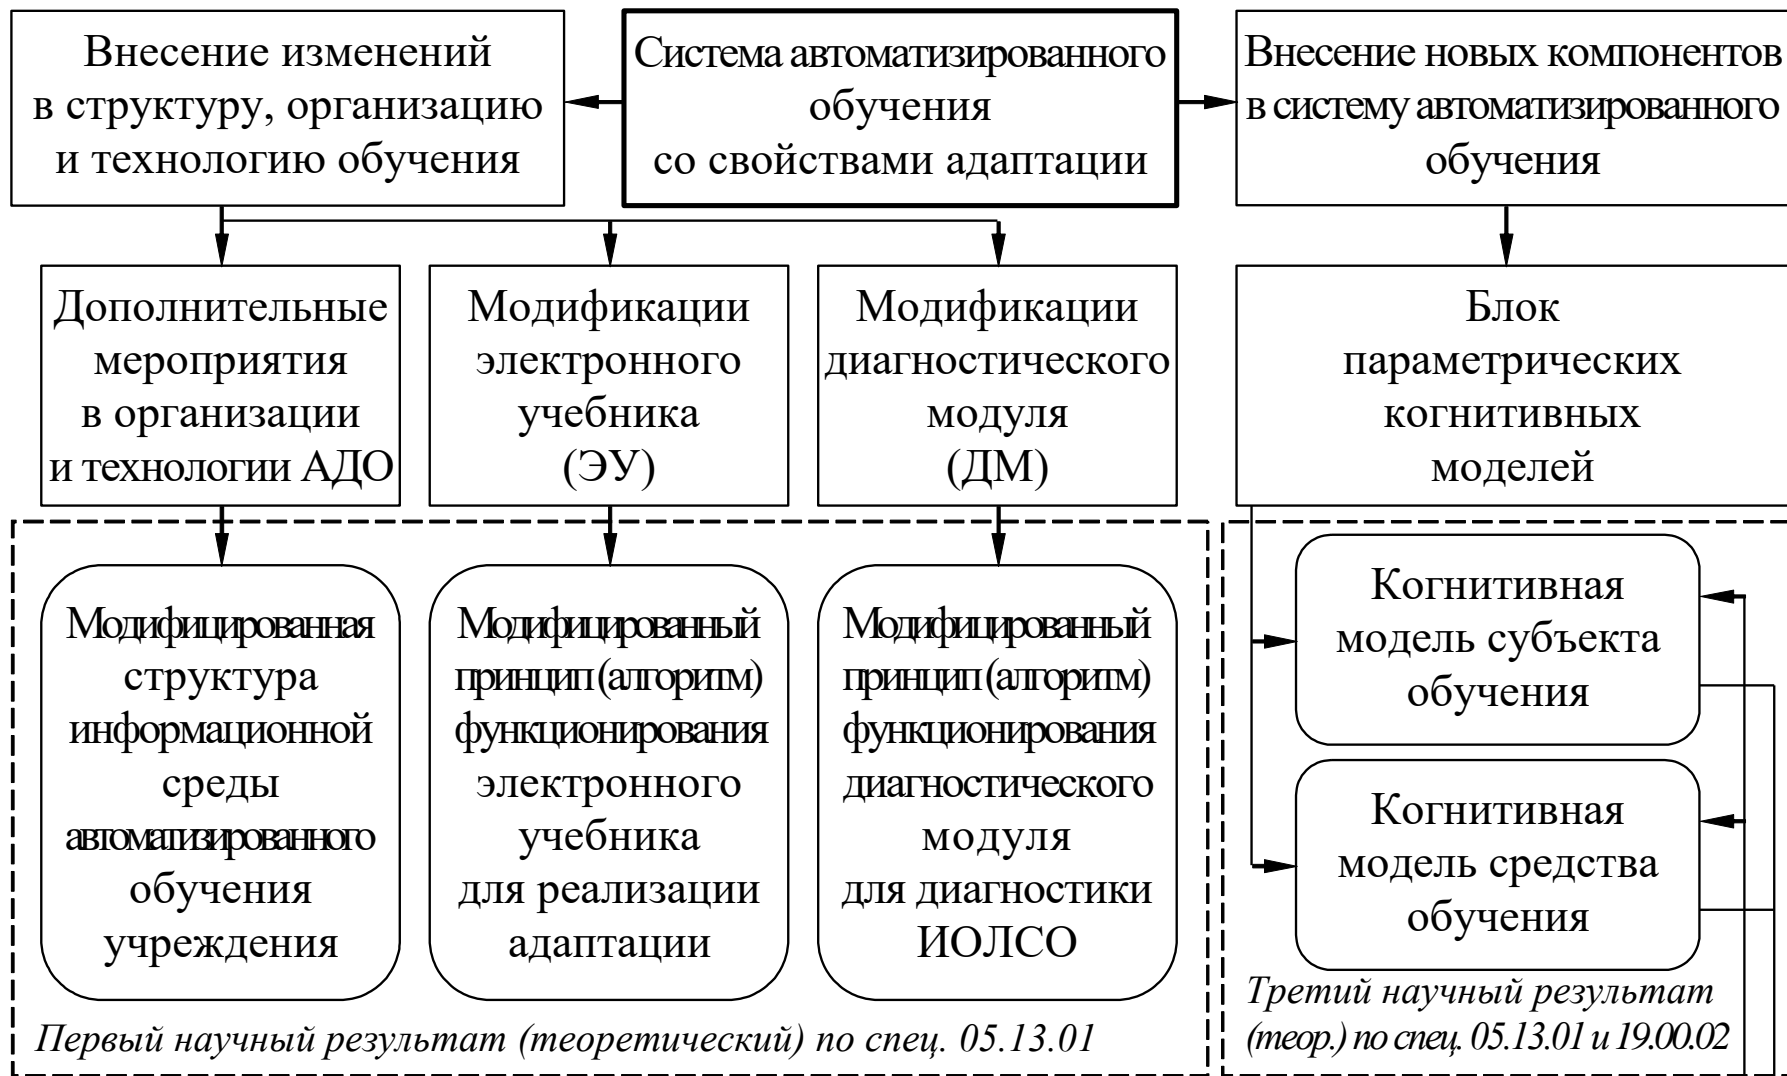 Внесение изменений
в структуру, организацию
и технологию обучения
Система автоматизированного
обучения
со свойствами адаптации
Внесение новых компонентов
в систему автоматизированного
обучения
Дополнительные
мероприятия
в организации
и технологии АДО
Модификации
электронного
учебника
(ЭУ)
Модификации
диагностического
модуля
(ДМ)
Блок
параметрических
когнитивных
моделей
Модифицированная
структура
информационной
среды
автоматизированного
обучения
учреждения
Модифицированный
принцип (алгоритм)
функционирования
электронного
учебника
для реализации
адаптации
Модифицированный
принцип (алгоритм)
функционирования
диагностического
модуля
для диагностики
ИОЛСО
Когнитивная
модель субъекта
обучения
Когнитивная
модель средства
обучения
Первый научный результат (теоретический) по спец. 05.13.01
Третий научный результат
(теор.) по спец. 05.13.01 и 19.00.02